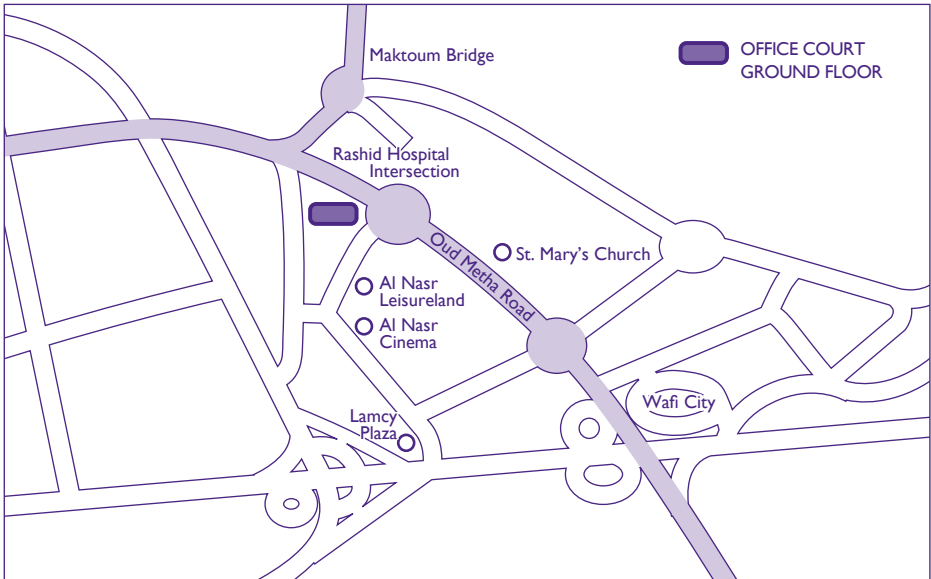 Maktoum Bridge
OFFICE COURT
GROUND FLOOR
Rashid Hospital
Intersection
Oud Metha Road
St. Mary's Church
Al Nasr
Leisureland
Al Nasr
Cinema
Wafi City
Lamcy
Plaza